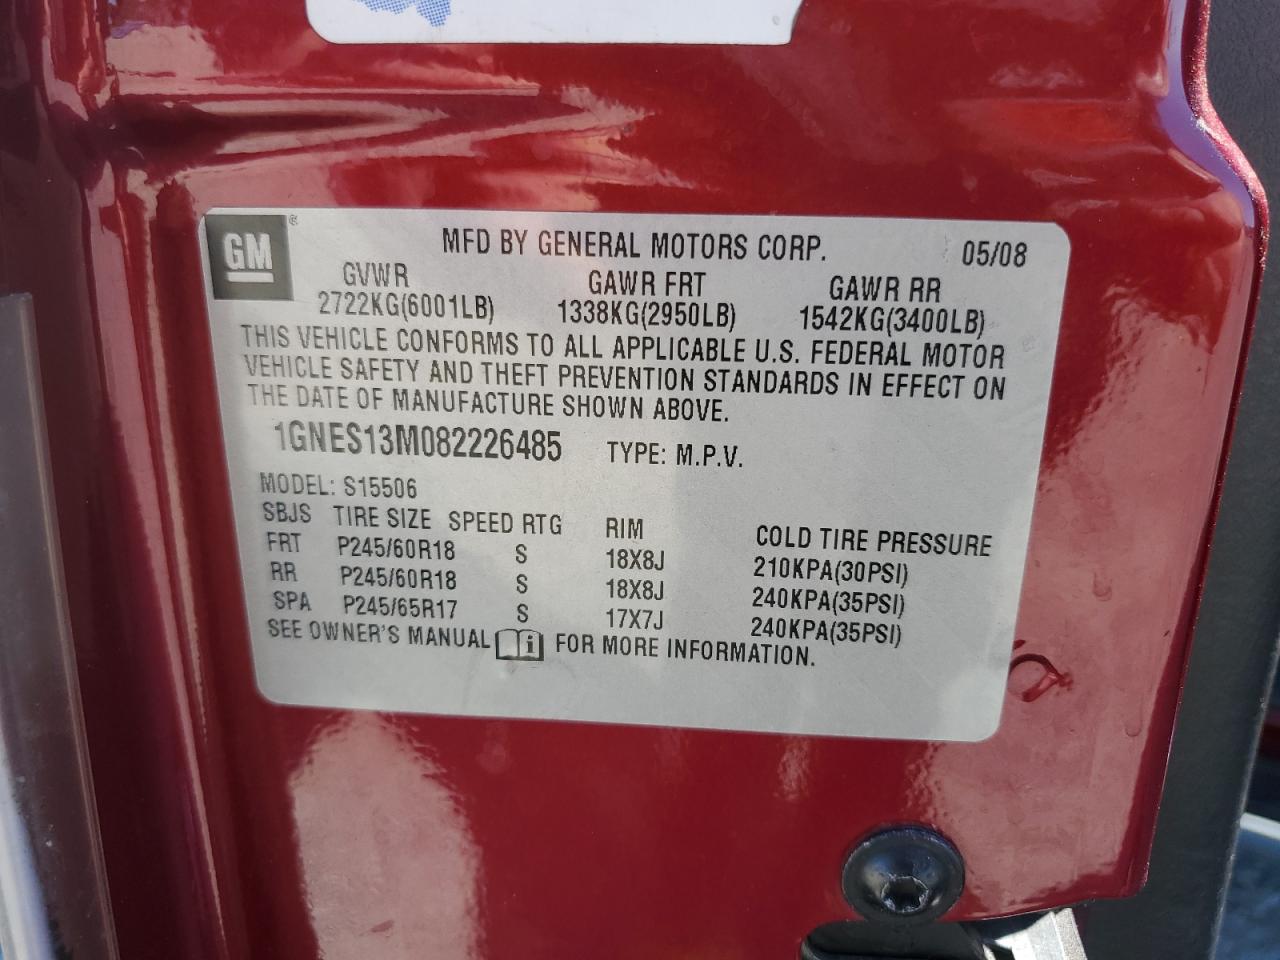 GM ®
MFD BY GENERAL MOTORS CORP. 05/08
GVWR GAWR FRT GAWR RR
2722KG(6001LB) 1338KG(2950LB) 1542KG(3400LB)
THIS VEHICLE CONFORMS TO ALL APPLICABLE U.S. FEDERAL MOTOR
VEHICLE SAFETY AND THEFT PREVENTION STANDARDS IN EFFECT ON
THE DATE OF MANUFACTURE SHOWN ABOVE.
1GNES13M082226485 TYPE: M.P.V.
MODEL: S15506
SBJS TIRE SIZE SPEED RTG RIM COLD TIRE PRESSURE
FRT P245/60R18 S 18X8J 210KPA(30PSI)
RR P245/60R18 S 18X8J 240KPA(35PSI)
SPA P245/65R17 S 17X7J 240KPA(35PSI)
SEE OWNER'S MANUAL i FOR MORE INFORMATION.